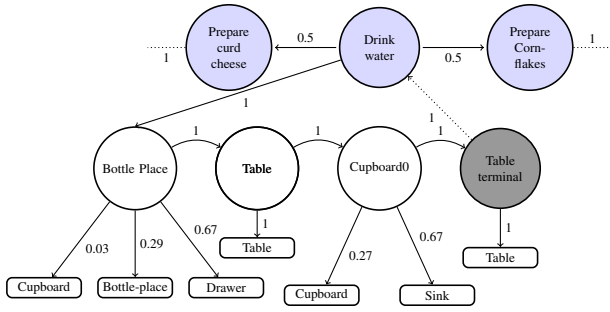 Prepare
curd
cheese
Drink
water
Prepare
Corn-
flakes
0.5
0.5
1
1
1
1
Bottle Place
1
Table
1
Cupboard0
1
Table
terminal
0.03
0.29
0.67
1
0.27
0.67
1
Table
Table
Cupboard
Bottle-place
Drawer
Cupboard
Sink